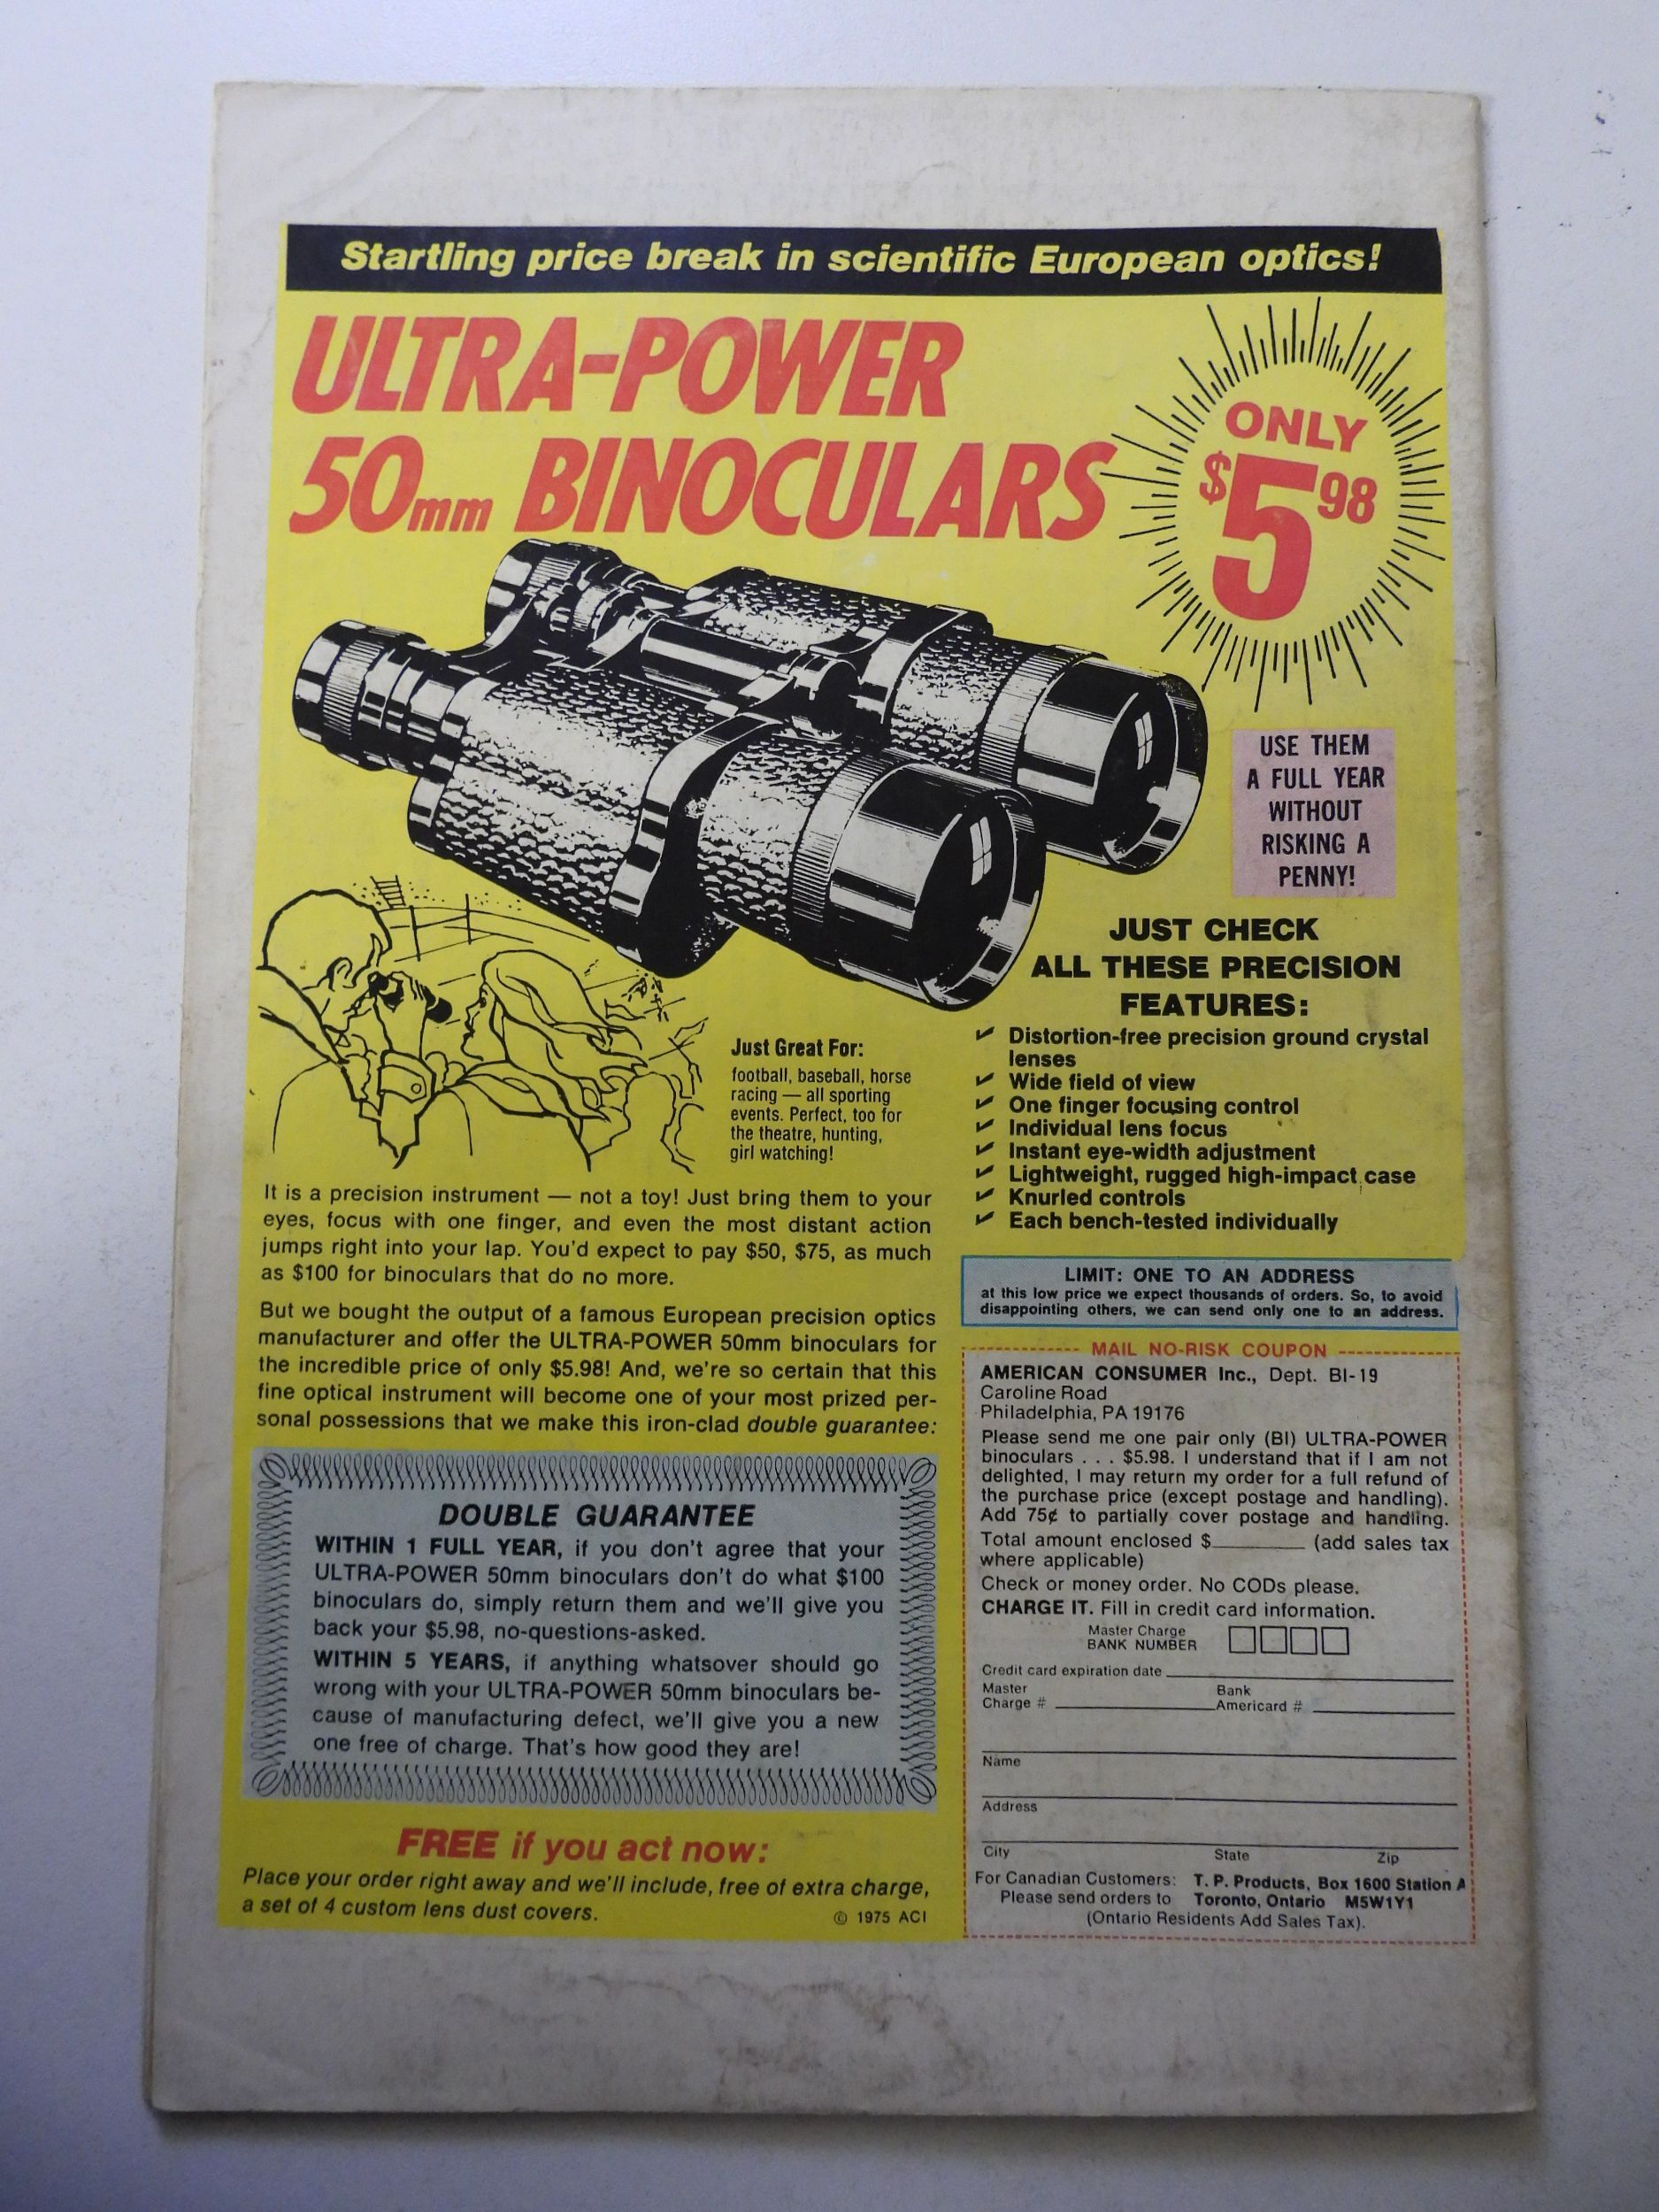 Startling price break in scientific European optics!
ULTRA-POWER
50mm BINOCULARS
ONLY
$5 98
USE THEM
A FULL YEAR
WITHOUT
RISKING A
PENNY!
JUST CHECK
ALL THESE PRECISION
FEATURES:
✔ Distortion-free precision ground crystal
lenses
✔ Wide field of view
✔ One finger focusing control
✔ Individual lens focus
✔ Instant eye-width adjustment
✔ Lightweight, rugged high-impact case
✔ Knurled controls
✔ Each bench-tested individually
Just Great For:
football, baseball, horse
racing — all sporting
events. Perfect, too for
the theatre, hunting,
girl watching!
It is a precision instrument — not a toy! Just bring them to your
eyes, focus with one finger, and even the most distant action
jumps right into your lap. You'd expect to pay $50, $75, as much
as $100 for binoculars that do no more.
But we bought the output of a famous European precision optics
manufacturer and offer the ULTRA-POWER 50mm binoculars for
the incredible price of only $5.98! And, we're so certain that this
fine optical instrument will become one of your most prized per-
sonal possessions that we make this iron-clad double guarantee:
DOUBLE GUARANTEE
WITHIN 1 FULL YEAR, if you don't agree that your
ULTRA-POWER 50mm binoculars don't do what $100
binoculars do, simply return them and we'll give you
back your $5.98, no-questions-asked.
WITHIN 5 YEARS, if anything whatsover should go
wrong with your ULTRA-POWER 50mm binoculars be-
cause of manufacturing defect, we'll give you a new
one free of charge. That's how good they are!
FREE if you act now:
Place your order right away and we'll include, free of extra charge,
a set of 4 custom lens dust covers.
© 1975 ACI
LIMIT: ONE TO AN ADDRESS
at this low price we expect thousands of orders. So, to avoid
disappointing others, we can send only one to an address.
MAIL NO-RISK COUPON
AMERICAN CONSUMER Inc., Dept. BI-19
Caroline Road
Philadelphia, PA 19176
Please send me one pair only (BI) ULTRA-POWER
binoculars . . . $5.98. I understand that if I am not
delighted, I may return my order for a full refund of
the purchase price (except postage and handling).
Add 75¢ to partially cover postage and handling.
Total amount enclosed $________ (add sales tax
where applicable)
Check or money order. No CODs please.
CHARGE IT. Fill in credit card information.
Master Charge
BANK NUMBER
Credit card expiration date
Master Bank
Charge # Americard #
Name
Address
City State Zip
For Canadian Customers: T. P. Products, Box 1600 Station A
Please send orders to Toronto, Ontario M5W1Y1
(Ontario Residents Add Sales Tax).